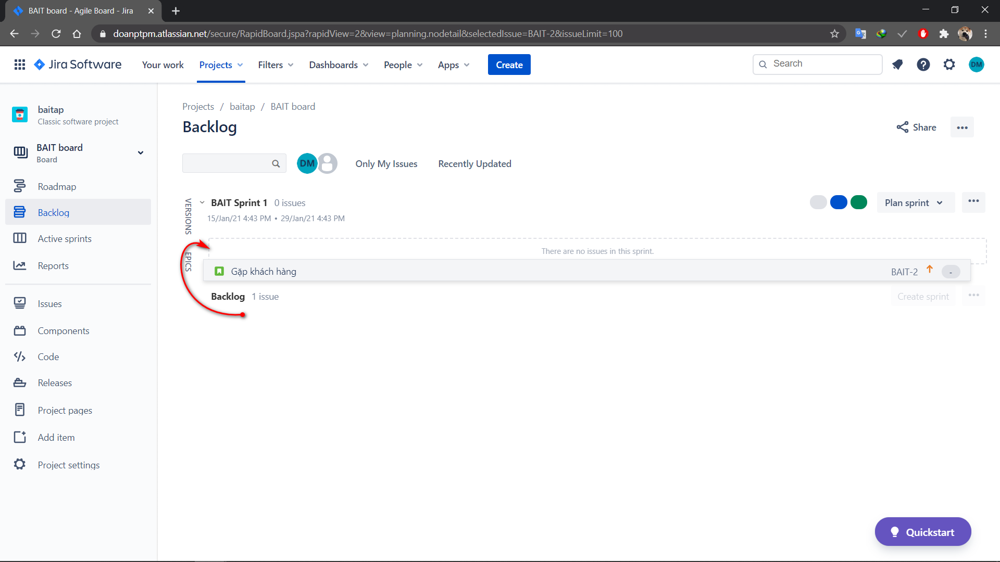 BAIT board - Agile Board - Jira
doanptpm.atlassian.net/secure/RapidBoard.jspa?rapidView=2&view=planning.nodetail&selectedIssue=BAIT-2&issueLimit=100
Jira Software
Your work
Projects
Filters
Dashboards
People
Apps
Create
Search
DM
baitap
Classic software project
BAIT board
Board
Roadmap
Backlog
Active sprints
Reports
Issues
Components
Code
Releases
Project pages
Add item
Project settings
Projects / baitap / BAIT board
Backlog
Share
DM
Only My Issues
Recently Updated
VERSIONS
EPICS
BAIT Sprint 1 0 issues
15/Jan/21 4:43 PM • 29/Jan/21 4:43 PM
Plan sprint
There are no issues in this sprint.
Gặp khách hàng
BAIT-2
-
Backlog 1 issue
Create sprint
Quickstart